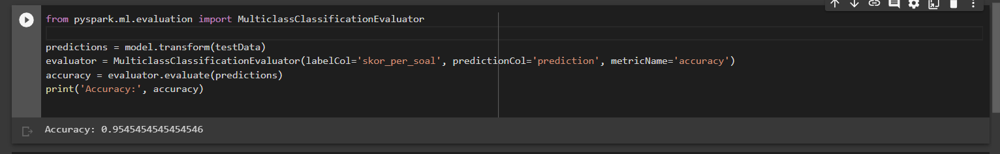 from pyspark.ml.evaluation import MulticlassClassificationEvaluator
predictions = model.transform(testData)
evaluator = MulticlassClassificationEvaluator(labelCol='skor_per_soal', predictionCol='prediction', metricName='accuracy')
accuracy = evaluator.evaluate(predictions)
print('Accuracy:', accuracy)
Accuracy: 0.9545454545454546